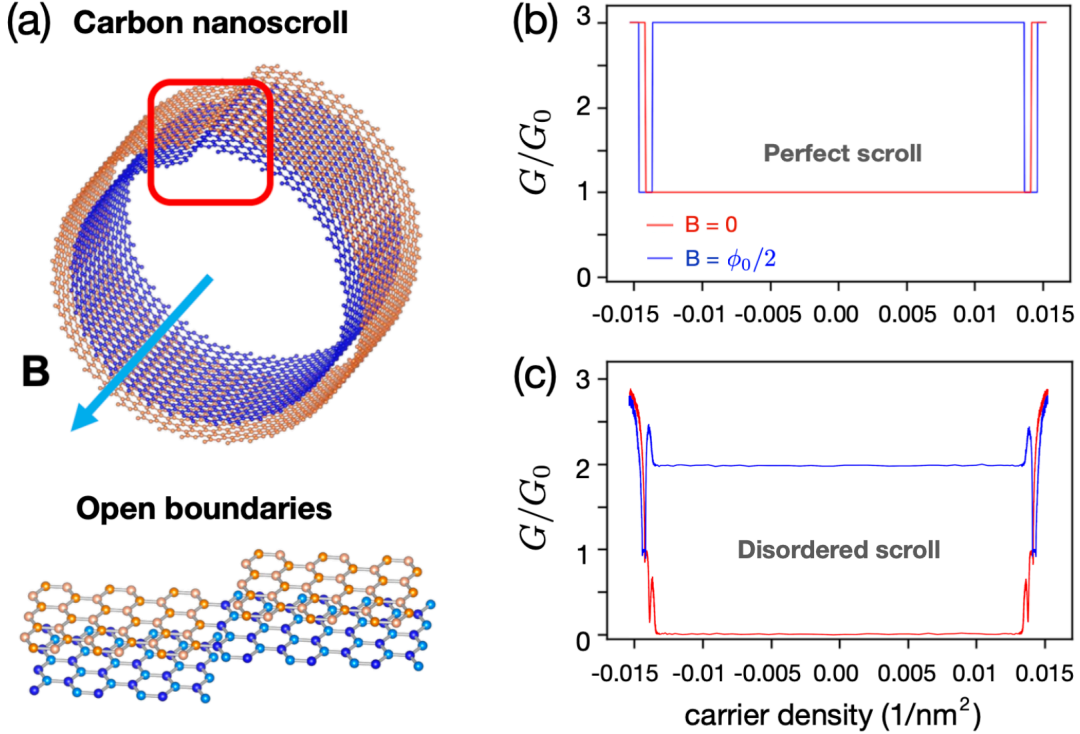 (a) Carbon nanoscroll
B
Open boundaries
(b)
3
2
1
0
G/G₀
Perfect scroll
B = 0
B = ϕ₀/2
-0.015 -0.01 -0.005 0.00 0.005 0.01 0.015
(c)
3
2
1
0
G/G₀
Disordered scroll
-0.015 -0.01 -0.005 0.00 0.005 0.01 0.015
carrier density (1/nm²)